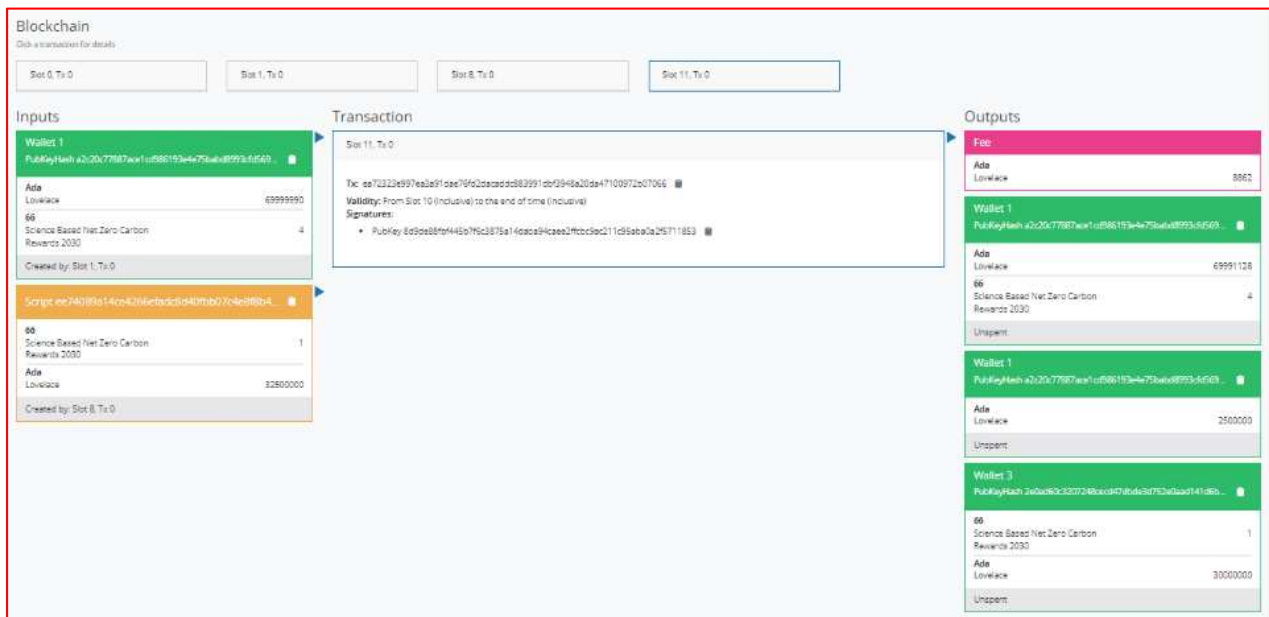 Blockchain
Click a transaction for details
Slot 0, Tx 0
Slot 1, Tx 0
Slot 8, Tx 0
Slot 11, Tx 0
Inputs
Wallet 1
PubKeyHash
Ada
Lovelace 69999990
66
Science Based Net Zero Carbon 4
Rewards 2030
Created by: Slot 1, Tx 0
Script
66
Science Based Net Zero Carbon 1
Rewards 2030
Ada
Lovelace 32500000
Created by: Slot 8, Tx 0
Transaction
Slot 11, Tx 0
Tx:
Validity: From Slot 10 (inclusive) to the end of time (inclusive)
Signatures:
PubKey
Outputs
Fee
Ada
Lovelace 8862
Wallet 1
PubKeyHash
Ada
Lovelace 69991128
66
Science Based Net Zero Carbon 4
Rewards 2030
Unspent
Wallet 1
PubKeyHash
Ada
Lovelace 2500000
Unspent
Wallet 3
PubKeyHash
66
Science Based Net Zero Carbon 1
Rewards 2030
Ada
Lovelace 30000000
Unspent